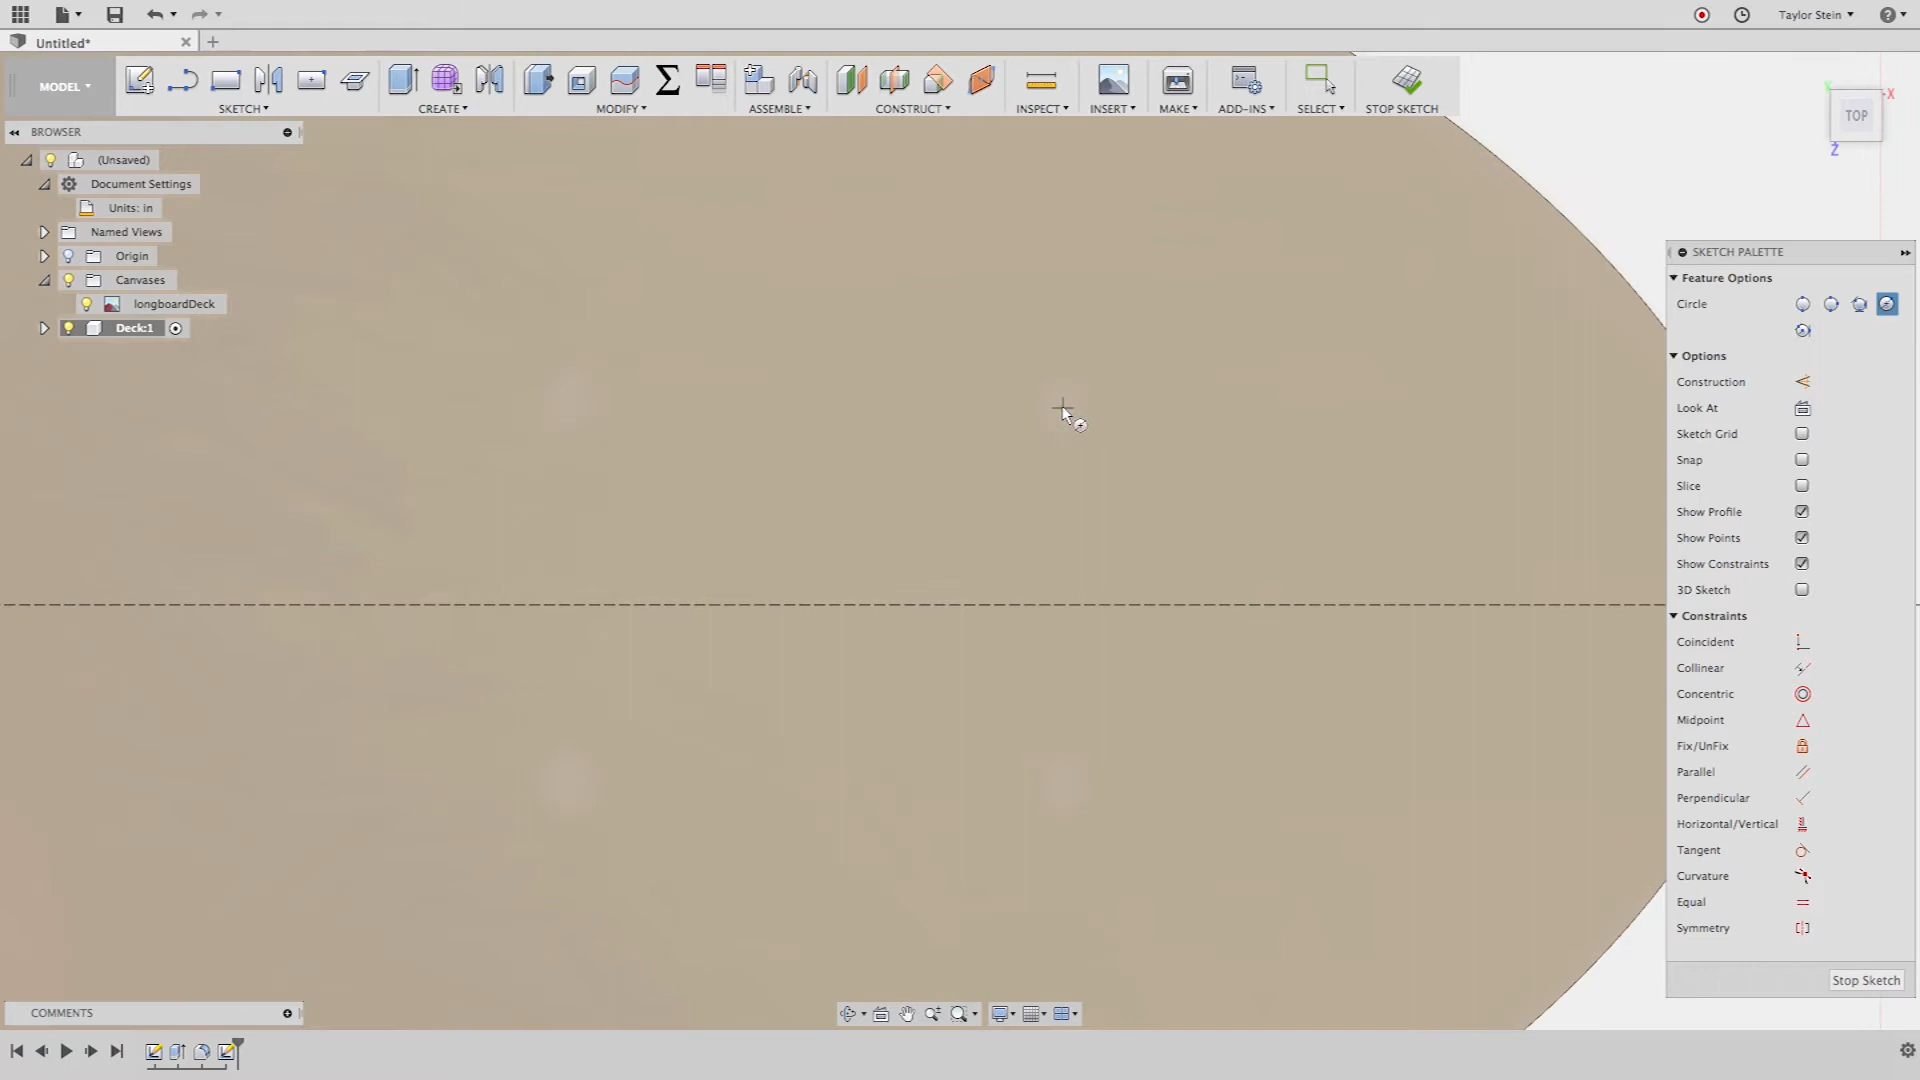 Taylor Stein
Untitled*
MODEL
SKETCH
CREATE
MODIFY
ASSEMBLE
CONSTRUCT
INSPECT
INSERT
MAKE
ADD-INS
SELECT
STOP SKETCH
BROWSER
(Unsaved)
Document Settings
Units: in
Named Views
Origin
Canvases
longboardDeck
Deck:1
Y
X
TOP
Z
SKETCH PALETTE
Feature Options
Circle
Options
Construction
Look At
Sketch Grid
Snap
Slice
Show Profile
Show Points
Show Constraints
3D Sketch
Constraints
Coincident
Collinear
Concentric
Midpoint
Fix/UnFix
Parallel
Perpendicular
Horizontal/Vertical
Tangent
Curvature
Equal
Symmetry
Stop Sketch
COMMENTS